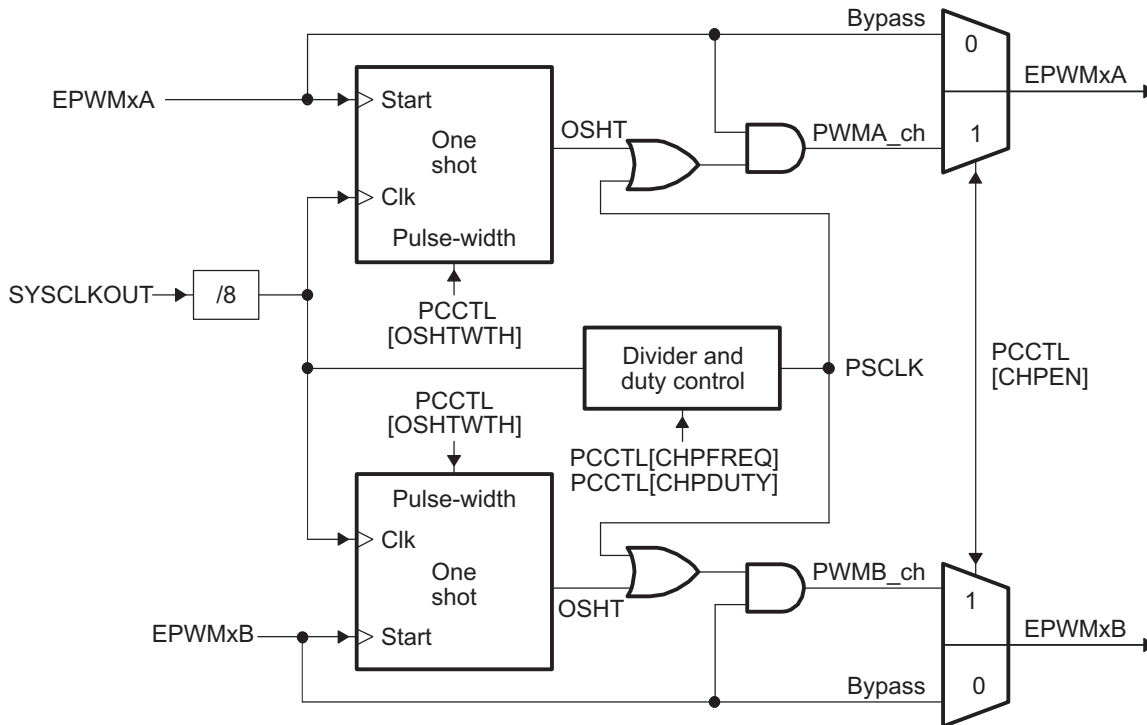 Bypass
0
EPWMxA
EPWMxA
Start
OSHT
PWMA_ch
1
One
shot
Clk
Pulse-width
SYSCLKOUT
/8
PCCTL
[OSHTWTH]
Divider and
duty control
PSCLK
PCCTL
[CHPEN]
PCCTL
[OSHTWTH]
PCCTL[CHPFREQ]
PCCTL[CHPDUTY]
Pulse-width
Clk
One
shot
OSHT
PWMB_ch
1
EPWMxB
Start
EPWMxB
Bypass
0